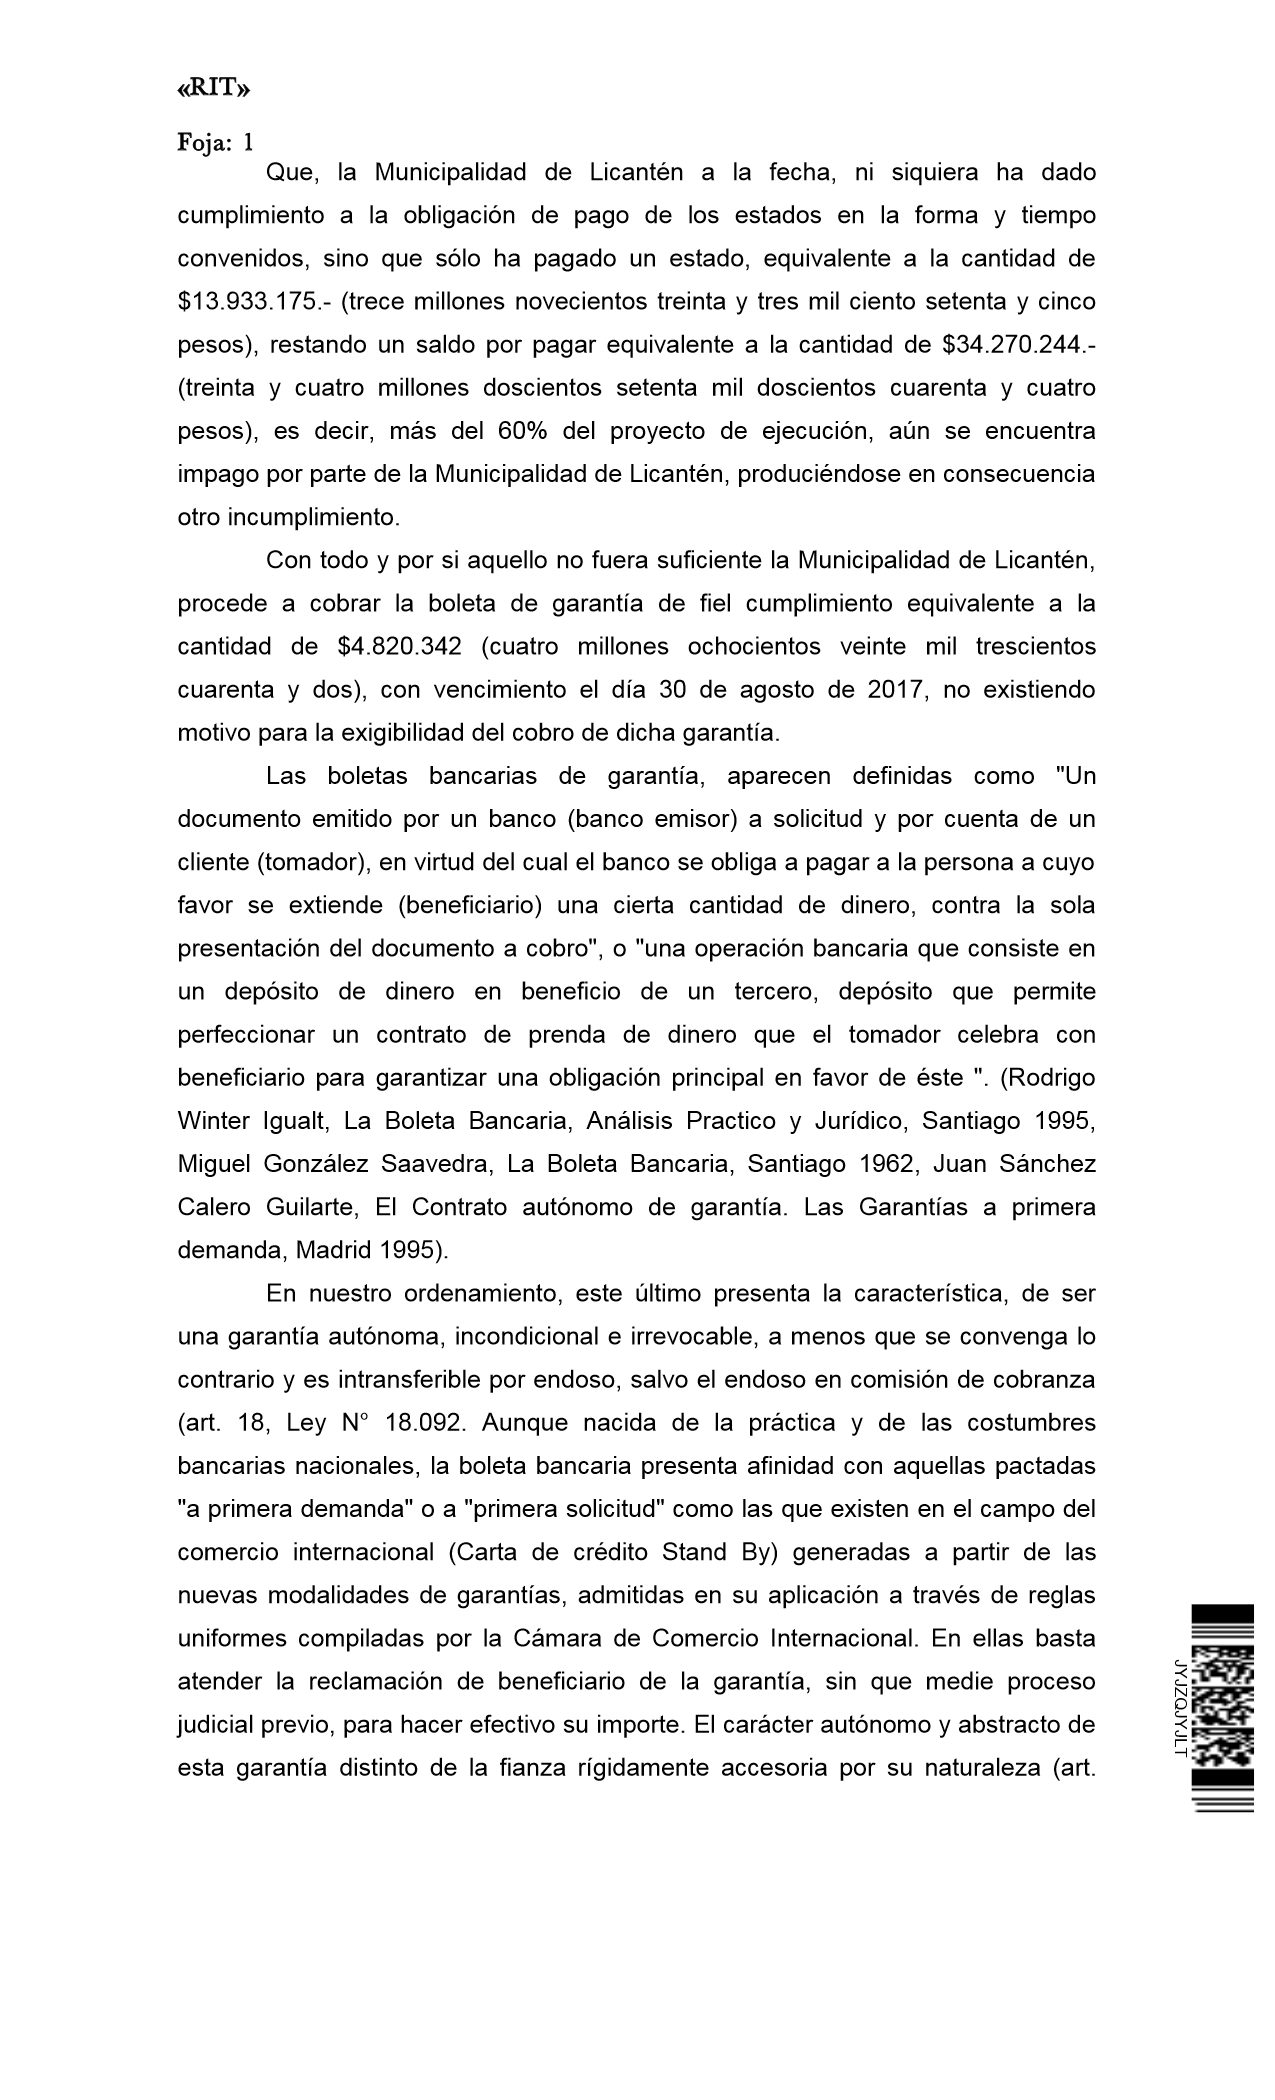 «RIT»
Foja: 1
Que, la Municipalidad de Licantén a la fecha, ni siquiera ha dado
cumplimiento a la obligación de pago de los estados en la forma y tiempo
convenidos, sino que sólo ha pagado un estado, equivalente a la cantidad de
$13.933.175.- (trece millones novecientos treinta y tres mil ciento setenta y cinco
pesos), restando un saldo por pagar equivalente a la cantidad de $34.270.244.-
(treinta y cuatro millones doscientos setenta mil doscientos cuarenta y cuatro
pesos), es decir, más del 60% del proyecto de ejecución, aún se encuentra
impago por parte de la Municipalidad de Licantén, produciéndose en consecuencia
otro incumplimiento.
Con todo y por si aquello no fuera suficiente la Municipalidad de Licantén,
procede a cobrar la boleta de garantía de fiel cumplimiento equivalente a la
cantidad de $4.820.342 (cuatro millones ochocientos veinte mil trescientos
cuarenta y dos), con vencimiento el día 30 de agosto de 2017, no existiendo
motivo para la exigibilidad del cobro de dicha garantía.
Las boletas bancarias de garantía, aparecen definidas como "Un
documento emitido por un banco (banco emisor) a solicitud y por cuenta de un
cliente (tomador), en virtud del cual el banco se obliga a pagar a la persona a cuyo
favor se extiende (beneficiario) una cierta cantidad de dinero, contra la sola
presentación del documento a cobro", o "una operación bancaria que consiste en
un depósito de dinero en beneficio de un tercero, depósito que permite
perfeccionar un contrato de prenda de dinero que el tomador celebra con
beneficiario para garantizar una obligación principal en favor de éste ". (Rodrigo
Winter Igualt, La Boleta Bancaria, Análisis Practico y Jurídico, Santiago 1995,
Miguel González Saavedra, La Boleta Bancaria, Santiago 1962, Juan Sánchez
Calero Guilarte, El Contrato autónomo de garantía. Las Garantías a primera
demanda, Madrid 1995).
En nuestro ordenamiento, este último presenta la característica, de ser
una garantía autónoma, incondicional e irrevocable, a menos que se convenga lo
contrario y es intransferible por endoso, salvo el endoso en comisión de cobranza
(art. 18, Ley N° 18.092. Aunque nacida de la práctica y de las costumbres
bancarias nacionales, la boleta bancaria presenta afinidad con aquellas pactadas
"a primera demanda" o a "primera solicitud" como las que existen en el campo del
comercio internacional (Carta de crédito Stand By) generadas a partir de las
nuevas modalidades de garantías, admitidas en su aplicación a través de reglas
uniformes compiladas por la Cámara de Comercio Internacional. En ellas basta
atender la reclamación de beneficiario de la garantía, sin que medie proceso
judicial previo, para hacer efectivo su importe. El carácter autónomo y abstracto de
esta garantía distinto de la fianza rígidamente accesoria por su naturaleza (art.
JYJZQJYJLT